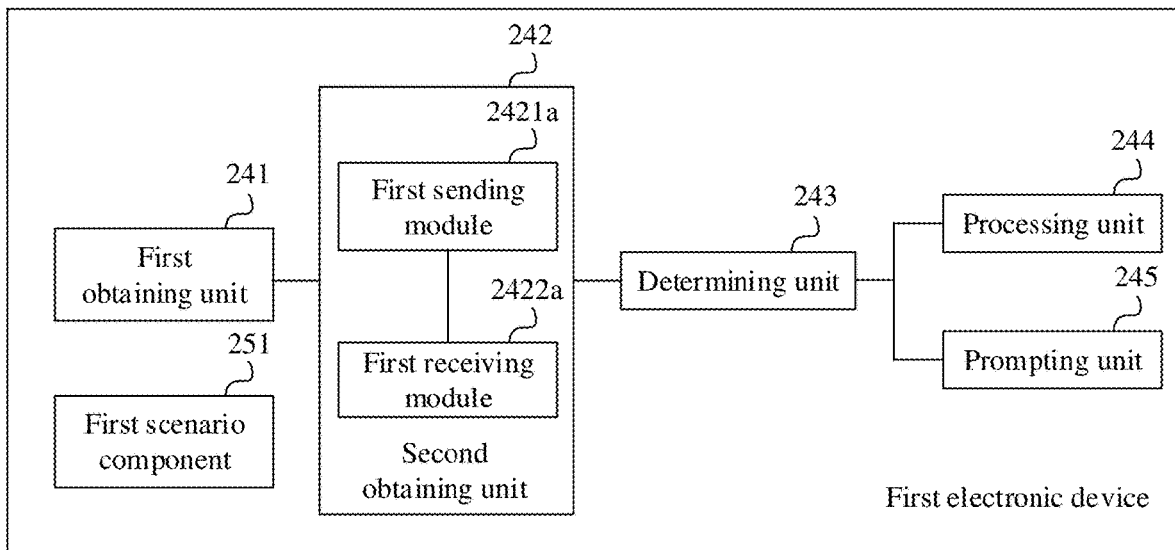 242
2421a
First sending
module
241
First
obtaining unit
2422a
First receiving
module
251
First scenario
component
Second
obtaining unit
243
Determining unit
244
Processing unit
245
Prompting unit
First electronic device